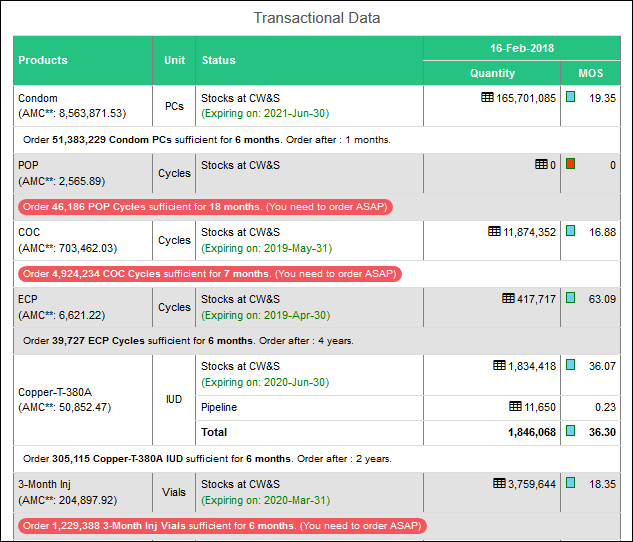 Transactional Data
Products Unit Status 16-Feb-2018
Quantity MOS
Condom
(AMC**: 8,563,871.53) PCs Stocks at CW&S
(Expiring on: 2021-Jun-30) 165,701,085 19.35
Order 51,383,229 Condom PCs sufficient for 6 months. Order after : 1 months.
POP
(AMC**: 2,565.89) Cycles Stocks at CW&S 0 0
Order 46,186 POP Cycles sufficient for 18 months. (You need to order ASAP)
COC
(AMC**: 703,462.03) Cycles Stocks at CW&S
(Expiring on: 2019-May-31) 11,874,352 16.88
Order 4,924,234 COC Cycles sufficient for 7 months. (You need to order ASAP)
ECP
(AMC**: 6,621.22) Cycles Stocks at CW&S
(Expiring on: 2019-Apr-30) 417,717 63.09
Order 39,727 ECP Cycles sufficient for 6 months. Order after : 4 years.
Copper-T-380A
(AMC**: 50,852.47) IUD Stocks at CW&S
(Expiring on: 2020-Jun-30) 1,834,418 36.07
Pipeline 11,650 0.23
Total 1,846,068 36.30
Order 305,115 Copper-T-380A IUD sufficient for 6 months. Order after : 2 years.
3-Month Inj
(AMC**: 204,897.92) Vials Stocks at CW&S
(Expiring on: 2020-Mar-31) 3,759,644 18.35
Order 1,229,388 3-Month Inj Vials sufficient for 6 months. (You need to order ASAP)